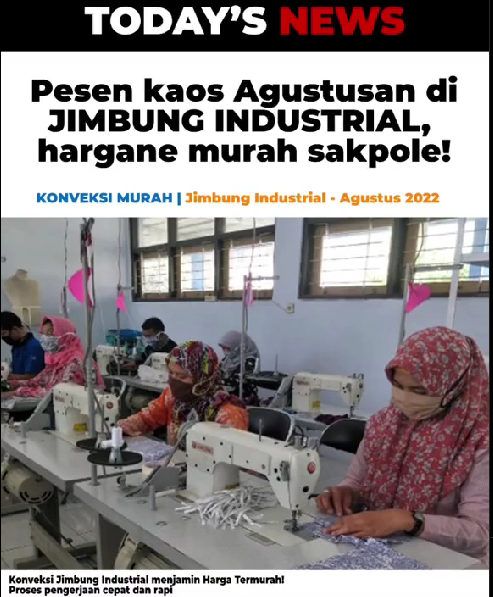 TODAY'S NEWS
Pesen kaos Agustusan di
JIMBUNG INDUSTRIAL,
hargane murah sakpole!
KONVEKSI MURAH | Jimbung Industrial - Agustus 2022
Konveksi Jimbung Industrial menjamin Harga Termurah!
Proses pengerjaan cepat dan rapi